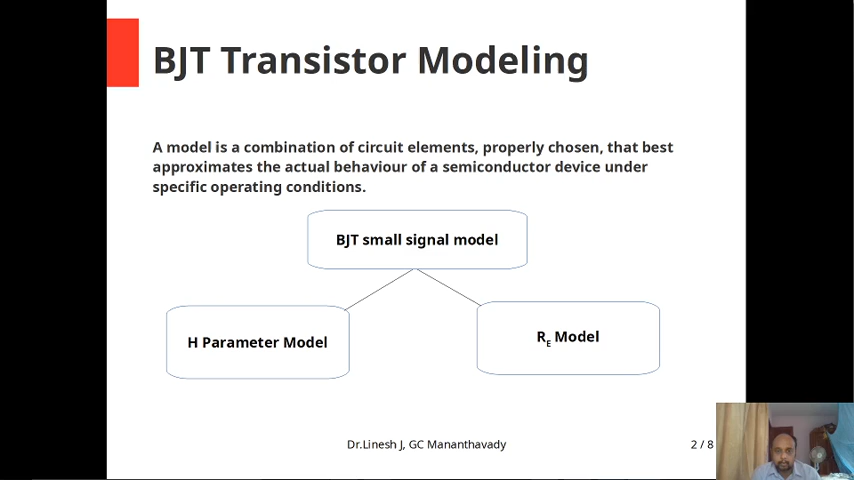 BJT Transistor Modeling
A model is a combination of circuit elements, properly chosen, that best
approximates the actual behaviour of a semiconductor device under
specific operating conditions.
BJT small signal model
H Parameter Model
RE Model
Dr.Linesh J, GC Mananthavady
2 / 8